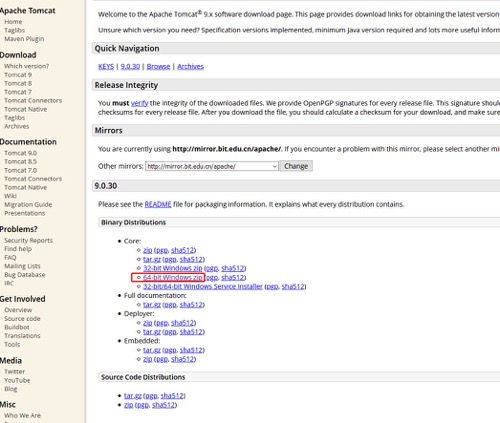 Apache Tomcat
Home
Taglibs
Maven Plugin
Download
Which version?
Tomcat 9
Tomcat 8
Tomcat 7
Tomcat Connectors
Tomcat Native
Taglibs
Archives
Documentation
Tomcat 9.0
Tomcat 8.5
Tomcat 7.0
Tomcat Connectors
Tomcat Native
Wiki
Migration Guide
Presentations
Problems?
Security Reports
Find help
FAQ
Mailing Lists
Bug Database
IRC
Get Involved
Overview
Source code
Buildbot
Translations
Tools
Media
Twitter
YouTube
Blog
Misc
Who We Are
Welcome to the Apache Tomcat® 9.x software download page. This page provides download links for obtaining the latest version
Unsure which version you need? Specification versions implemented, minimum Java version required and lots more useful infor
Quick Navigation
KEYS | 9.0.30 | Browse | Archives
Release Integrity
You must verify the integrity of the downloaded files. We provide OpenPGP signatures for every release file. This signature shou
checksums for every release file. After you download the file, you should calculate a checksum for your download, and make sure
Mirrors
You are currently using http://mirror.bit.edu.cn/apache/. If you encounter a problem with this mirror, please select another mi
Other mirrors: http://mirror.bit.edu.cn/apache/ Change
9.0.30
Please see the README file for packaging information. It explains what every distribution contains.
Binary Distributions
Core:
zip (pgp, sha512)
tar.gz (pgp, sha512)
32-bit Windows zip (pgp, sha512)
64-bit Windows zip (pgp, sha512)
32-bit/64-bit Windows Service Installer (pgp, sha512)
Full documentation:
tar.gz (pgp, sha512)
Deployer:
zip (pgp, sha512)
tar.gz (pgp, sha512)
Embedded:
tar.gz (pgp, sha512)
zip (pgp, sha512)
Source Code Distributions
tar.gz (pgp, sha512)
zip (pgp, sha512)